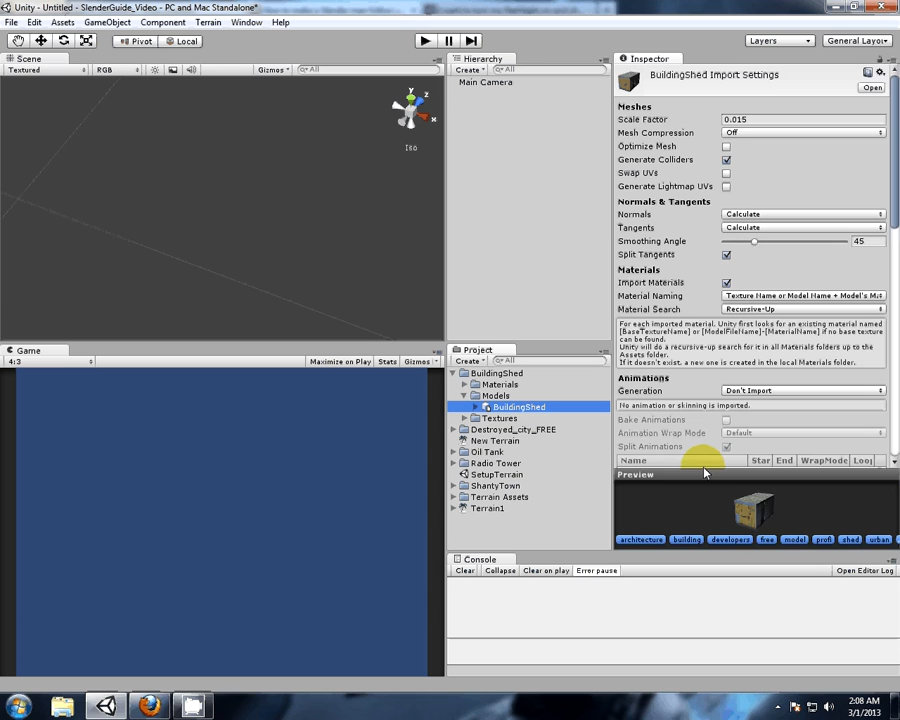 Unity - Untitled - SlenderGuide_Video - PC and Mac Standalone*
File Edit Assets GameObject Component Terrain Window Help
Pivot Local Layers General Layou
Scene
Textured RGB Gizmos All
Y
Z
X
Iso
Game
4:3 Maximize on Play Stats Gizmos
Hierarchy
Create All
Main Camera
Project
Create All
BuildingShed
Materials
Models
BuildingShed
Textures
Destroyed_city_FREE
New Terrain
Oil Tank
Radio Tower
SetupTerrain
ShantyTown
Terrain Assets
Terrain1
Inspector
BuildingShed Import Settings
Open
Meshes
Scale Factor 0.015
Mesh Compression Off
Optimize Mesh
Generate Colliders
Swap UVs
Generate Lightmap UVs
Normals & Tangents
Normals Calculate
Tangents Calculate
Smoothing Angle 45
Split Tangents
Materials
Import Materials
Material Naming Texture Name or Model Name + Model's Ma
Material Search Recursive-Up
For each imported material, Unity first looks for an existing material named
[BaseTextureName] or [ModelFileName]-[MaterialName] if no base texture
can be found.
Unity will do a recursive-up search for it in all Materials folders up to the
Assets folder.
If it doesn't exist, a new one is created in the local Materials folder.
Animations
Generation Don't Import
No animation or skinning is imported.
Bake Animations
Animation Wrap Mode Default
Split Animations
Name Star End WrapMode Loo
Preview
architecture building developers free model profi shed urban
Console
Clear Collapse Clear on play Error pause Open Editor Log
2:08 AM
3/1/2013